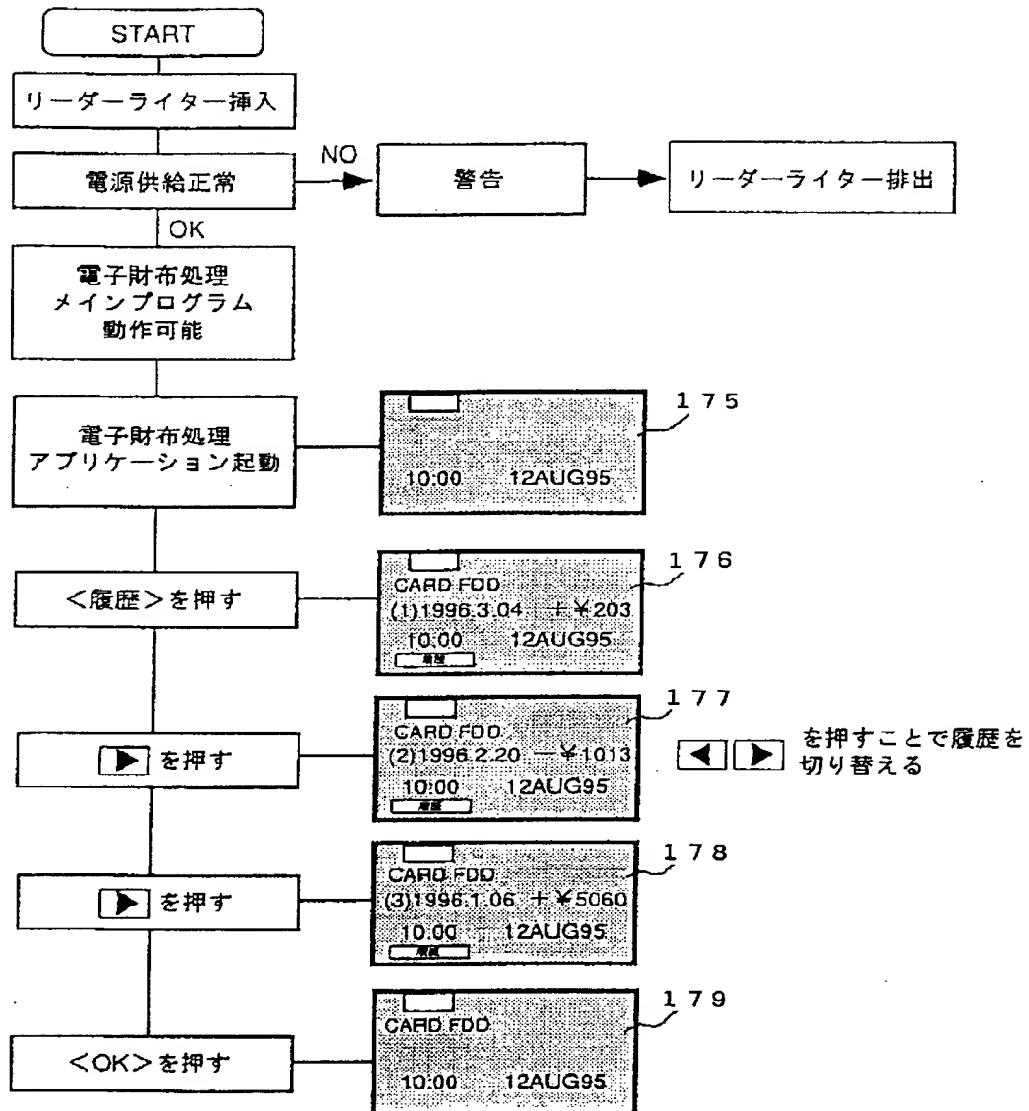 START
リーダーライター挿入
電源供給正常
NO
警告
リーダーライター排出
OK
電子財布処理
メインプログラム
動作可能
電子財布処理
アプリケーション起動
175
10:00 12AUG95
<履歴>を押す
176
CARD FDD
(1)1996.3.04 +¥203
10:00 12AUG95
履歴
▶ を押す
177
CARD FDD
(2)1996.2.20 -¥1013
10:00 12AUG95
履歴
◀ ▶ を押すことで履歴を
切り替える
▶ を押す
178
CARD FDD
(3)1996.1.06 +¥5060
10:00 12AUG95
履歴
<OK>を押す
179
CARD FDD
10:00 12AUG95